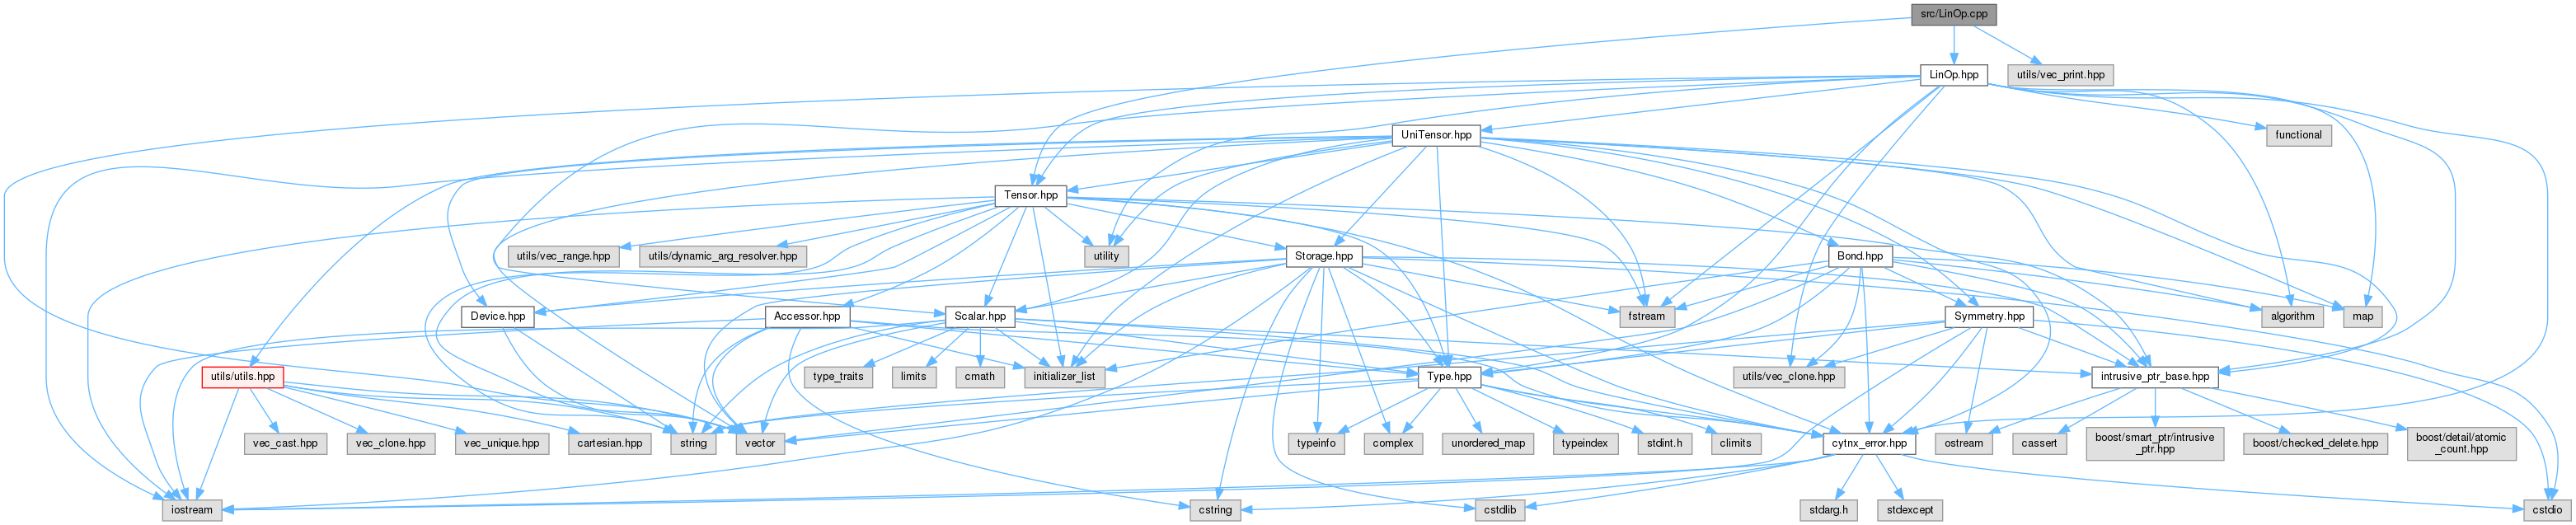 src/LinOp.cpp
LinOp.hpp
utils/vec_print.hpp
UniTensor.hpp
functional
Tensor.hpp
utils/vec_range.hpp
utils/dynamic_arg_resolver.hpp
utility
Storage.hpp
Bond.hpp
Device.hpp
Accessor.hpp
Scalar.hpp
fstream
Symmetry.hpp
algorithm
map
utils/utils.hpp
type_traits
limits
cmath
initializer_list
Type.hpp
utils/vec_clone.hpp
intrusive_ptr_base.hpp
vec_cast.hpp
vec_clone.hpp
vec_unique.hpp
cartesian.hpp
string
vector
typeinfo
complex
unordered_map
typeindex
stdint.h
climits
cytnx_error.hpp
ostream
cassert
boost/smart_ptr/intrusive
_ptr.hpp
boost/checked_delete.hpp
boost/detail/atomic
_count.hpp
iostream
cstring
cstdlib
stdarg.h
stdexcept
cstdio